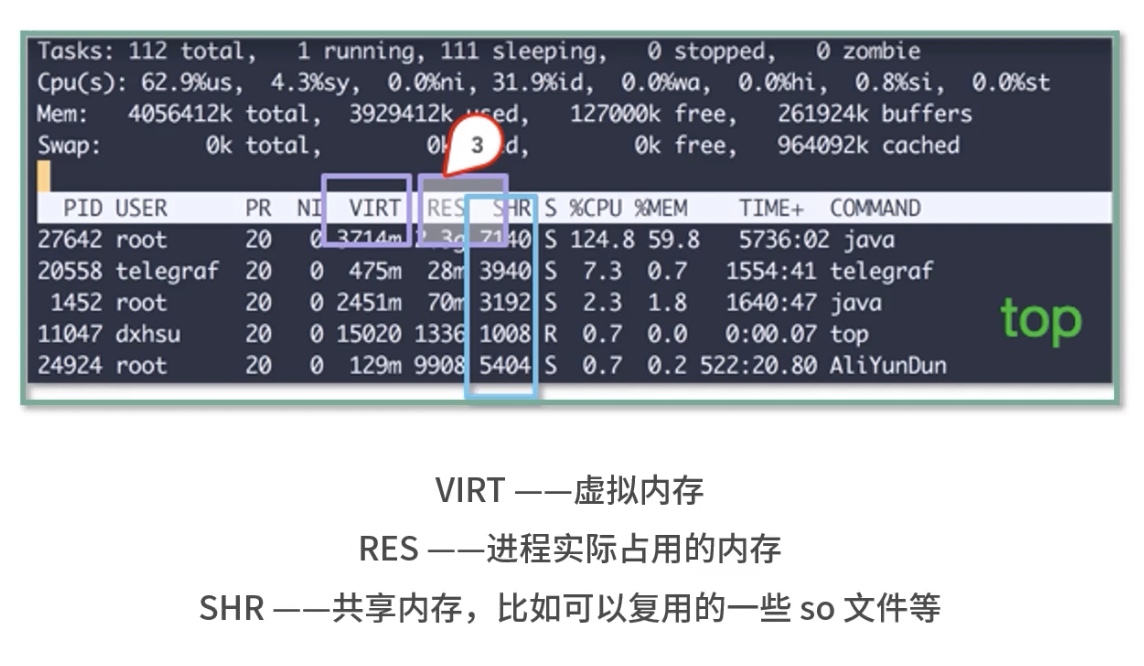 Tasks: 112 total, 1 running, 111 sleeping, 0 stopped, 0 zombie
Cpu(s): 62.9%us, 4.3%sy, 0.0%ni, 31.9%id, 0.0%wa, 0.0%hi, 0.8%si, 0.0%st
Mem: 4056412k total, 3929412k used, 127000k free, 261924k buffers
Swap: 0k total, 0k 3 d, 0k free, 964092k cached
PID USER PR NI VIRT RES SHR S %CPU %MEM TIME+ COMMAND
27642 root 20 0 3714m 7140 S 124.8 59.8 5736:02 java
20558 telegraf 20 0 475m 28m 3940 S 7.3 0.7 1554:41 telegraf
1452 root 20 0 2451m 70m 3192 S 2.3 1.8 1640:47 java
11047 dxhsu 20 0 15020 1336 1008 R 0.7 0.0 0:00.07 top
24924 root 20 0 129m 9908 5404 S 0.7 0.2 522:20.80 AliYunDun
top
VIRT ——虚拟内存
RES ——进程实际占用的内存
SHR ——共享内存，比如可以复用的一些 so 文件等